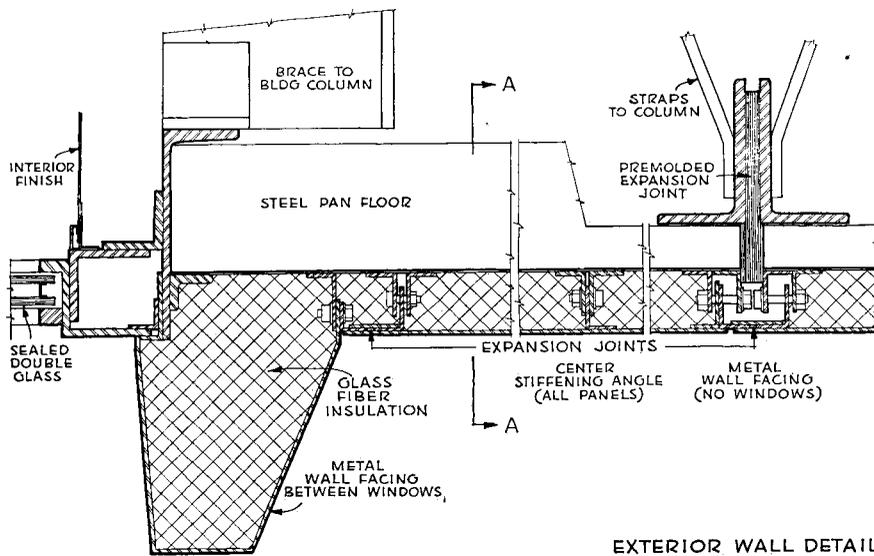 BRACE TO
BLDG COLUMN
A
STRAPS
TO COLUMN
INTERIOR
FINISH
PREMOLDED
EXPANSION
JOINT
STEEL PAN FLOOR
SEALED
DOUBLE
GLASS
EXPANSION JOINTS
GLASS
FIBER
INSULATION
CENTER
STIFFENING ANGLE
(ALL PANELS)
METAL
WALL FACING
(NO WINDOWS)
A
METAL
WALL FACING
BETWEEN WINDOWS
EXTERIOR WALL DETAIL